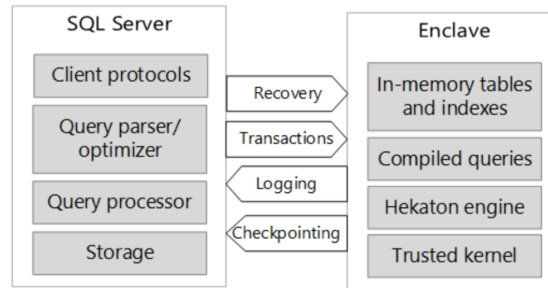 SQL Server
Client protocols
Query parser/
optimizer
Query processor
Storage
Recovery
Transactions
Logging
Checkpointing
Enclave
In-memory tables
and indexes
Compiled queries
Hekaton engine
Trusted kernel